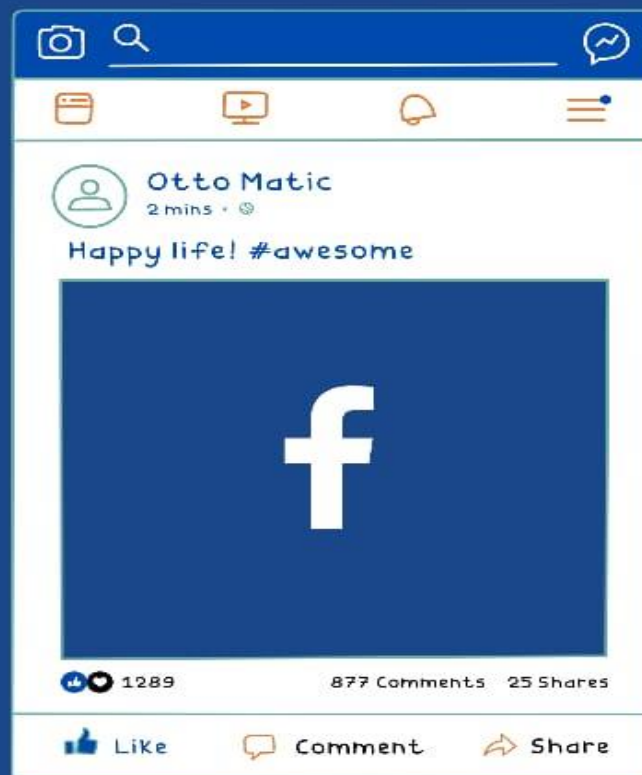 Otto Matic
2 mins ·
Happy life! #awesome
f
1289 877 Comments 25 Shares
Like Comment Share